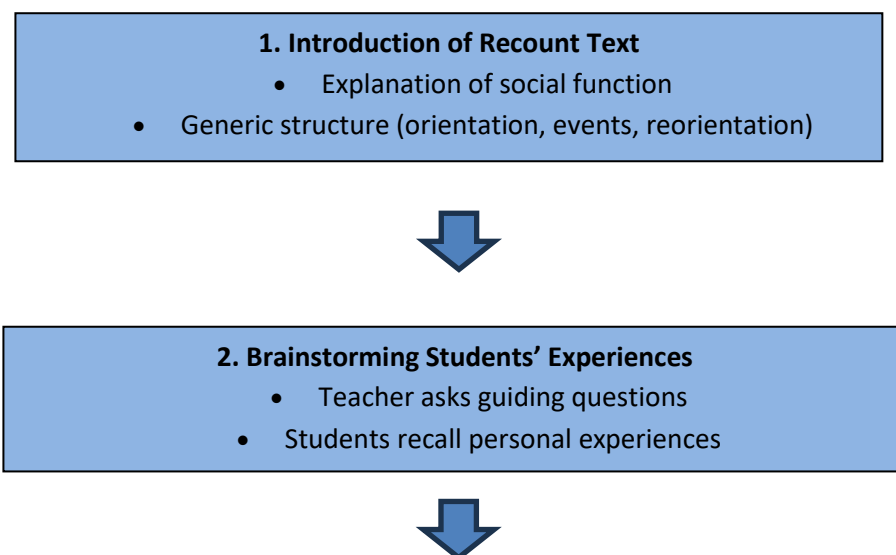 1. Introduction of Recount Text
• Explanation of social function
• Generic structure (orientation, events, reorientation)
2. Brainstorming Students’ Experiences
• Teacher asks guiding questions
• Students recall personal experiences